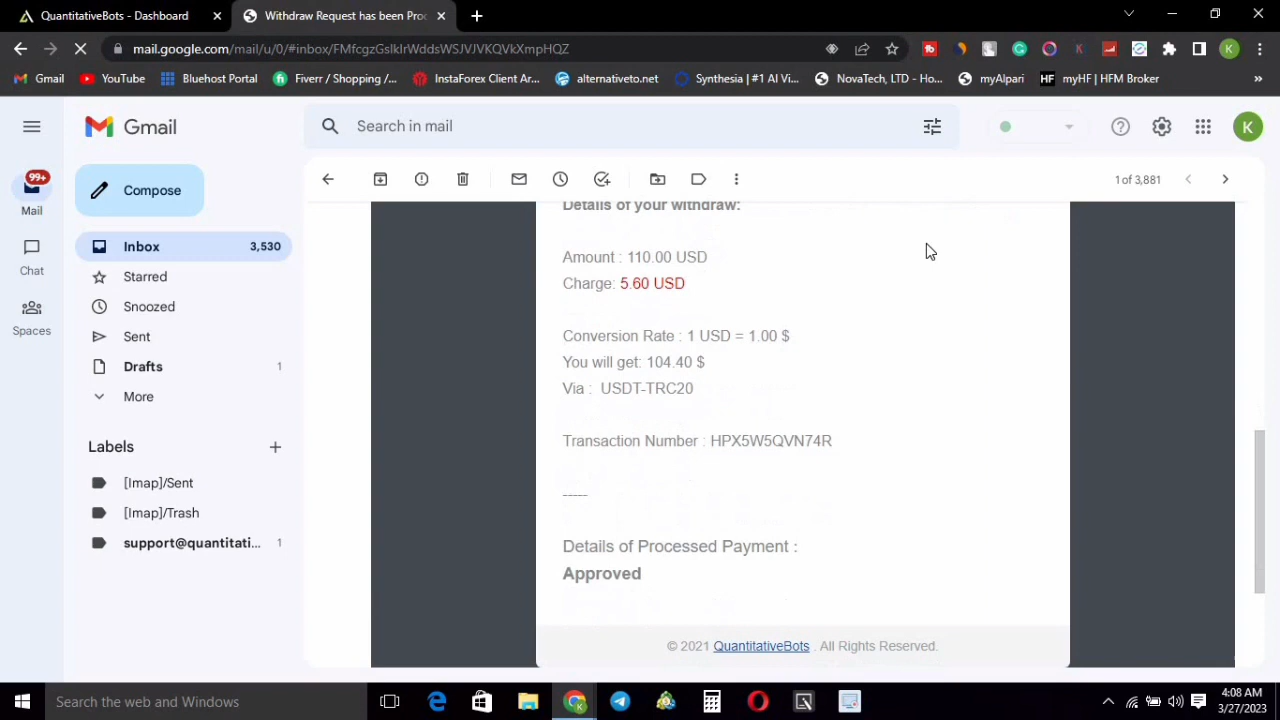 QuantitativeBots - Dashboard
Withdraw Request has been Proc
mail.google.com/mail/u/0/#inbox/FMfcgzGslklrWddsWSJVJVKQVkXmpHQZ
K
Gmail
YouTube
Bluehost Portal
Fiverr / Shopping /...
InstaForex Client Ar...
alternativeto.net
Synthesia | #1 AI Vi...
NovaTech, LTD - Ho...
myAlpari
HF
myHF | HFM Broker
»
Gmail
Search in mail
K
99+
Mail
Compose
1 of 3,881
Inbox 3,530
Chat
Starred
Snoozed
Spaces
Sent
Drafts 1
More
Labels
[Imap]/Sent
[Imap]/Trash
support@quantitati... 1
Details of your withdraw:
Amount : 110.00 USD
Charge: 5.60 USD
Conversion Rate : 1 USD = 1.00 $
You will get: 104.40 $
Via : USDT-TRC20
Transaction Number : HPX5W5QVN74R
-----
Details of Processed Payment :
Approved
© 2021 QuantitativeBots . All Rights Reserved.
Search the web and Windows
4:08 AM
3/27/2023